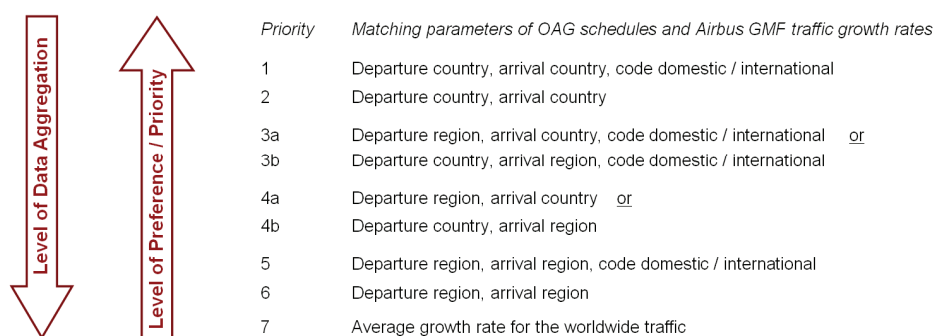 Level of Data Aggregation
Level of Preference / Priority
Priority Matching parameters of OAG schedules and Airbus GMF traffic growth rates
1 Departure country, arrival country, code domestic / international
2 Departure country, arrival country
3a Departure region, arrival country, code domestic / international or
3b Departure country, arrival region, code domestic / international
4a Departure region, arrival country or
4b Departure country, arrival region
5 Departure region, arrival region, code domestic / international
6 Departure region, arrival region
7 Average growth rate for the worldwide traffic